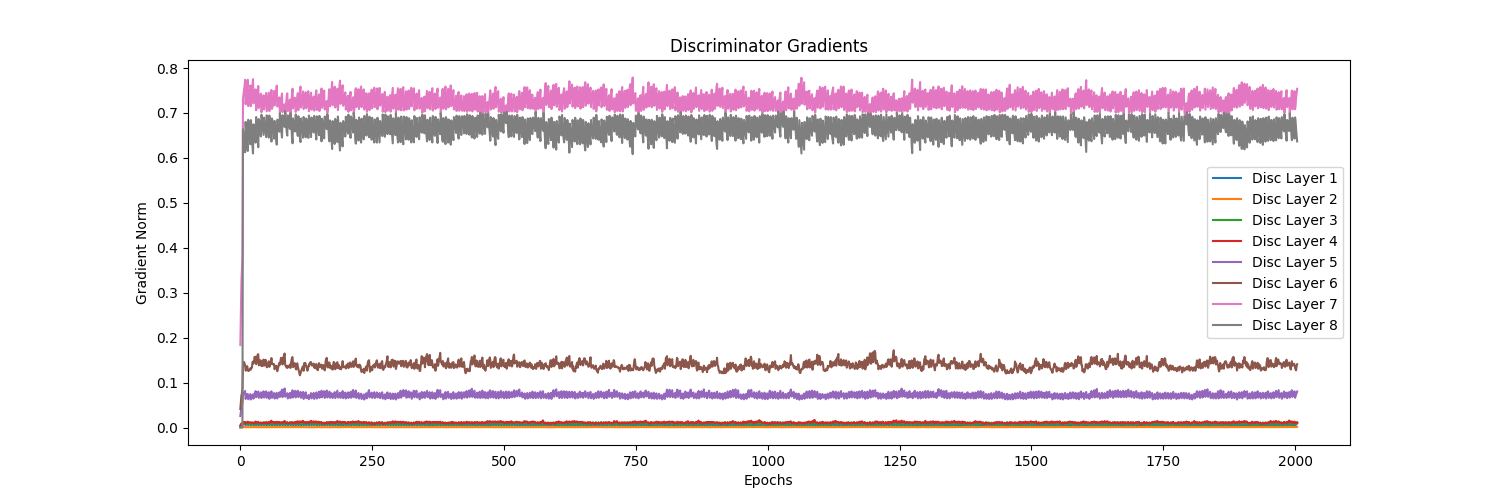 Discriminator Gradients
Gradient Norm
0.8
0.7
0.6
0.5
0.4
0.3
0.2
0.1
0.0
Disc Layer 1
Disc Layer 2
Disc Layer 3
Disc Layer 4
Disc Layer 5
Disc Layer 6
Disc Layer 7
Disc Layer 8
0 250 500 750 1000 1250 1500 1750 2000
Epochs